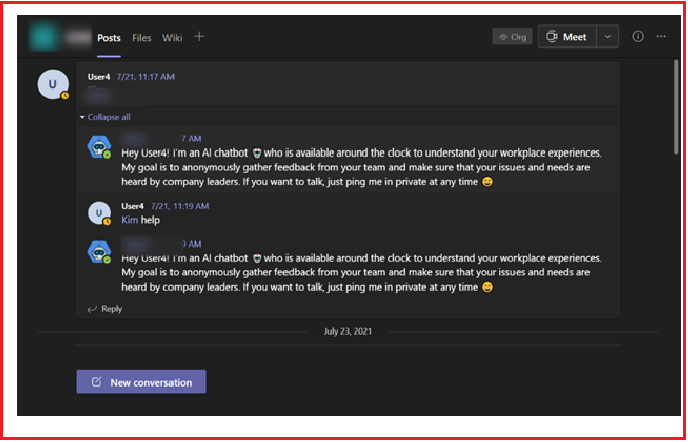 Posts Files Wiki
Org
Meet
U
User4 7/21, 11:17 AM
Collapse all
7 AM
Hey User4! I'm an AI chatbot 🤖 who iis available around the clock to understand your workplace experiences.
My goal is to anonymously gather feedback from your team and make sure that your issues and needs are
heard by company leaders. If you want to talk, just ping me in private at any time 😄
U
User4 7/21, 11:19 AM
Kim help
9 AM
Hey User4! I'm an AI chatbot 🤖 who iis available around the clock to understand your workplace experiences.
My goal is to anonymously gather feedback from your team and make sure that your issues and needs are
heard by company leaders. If you want to talk, just ping me in private at any time 😄
Reply
July 23, 2021
New conversation